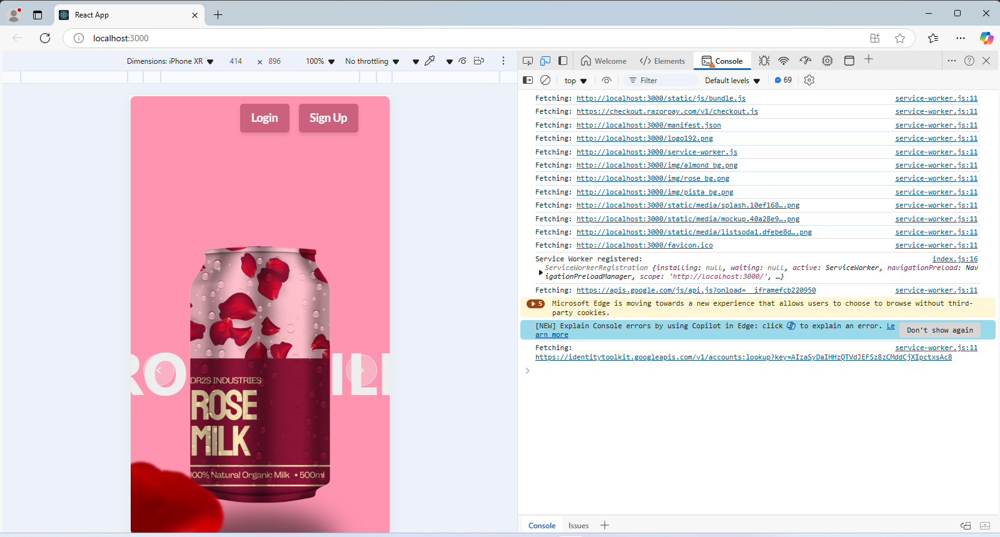 React App
localhost:3000
Dimensions: iPhone XR 414 × 896 100% No throttling
Welcome Elements Console
top Filter Default levels 69
Login Sign Up
RO ILI
DR2S INDUSTRIES
ROSE
MILK
100% Natural Organic Milk • 500ml
Fetching: http://localhost:3000/static/js/bundle.js service-worker.js:11
Fetching: https://checkout.razorpay.com/v1/checkout.js service-worker.js:11
Fetching: http://localhost:3000/manifest.json service-worker.js:11
Fetching: http://localhost:3000/logo192.png service-worker.js:11
Fetching: http://localhost:3000/service-worker.js service-worker.js:11
Fetching: http://localhost:3000/img/almond_bg.png service-worker.js:11
Fetching: http://localhost:3000/img/rose_bg.png service-worker.js:11
Fetching: http://localhost:3000/img/pista_bg.png service-worker.js:11
Fetching: http://localhost:3000/static/media/splash.10ef168….png service-worker.js:11
Fetching: http://localhost:3000/static/media/mockup.40a28e9….png service-worker.js:11
Fetching: http://localhost:3000/static/media/listsoda1.dfebe8d….png service-worker.js:11
Fetching: http://localhost:3000/favicon.ico service-worker.js:11
Service Worker registered: index.js:16
ServiceWorkerRegistration {installing: null, waiting: null, active: ServiceWorker, navigationPreload: Nav
igationPreloadManager, scope: 'http://localhost:3000/', …}
Fetching: https://apis.google.com/js/api.js?onload=__iframefcb220950 service-worker.js:11
5 Microsoft Edge is moving towards a new experience that allows users to choose to browse without third-
party cookies.
[NEW] Explain Console errors by using Copilot in Edge: click to explain an error. Le
arn more
Don't show again
Fetching: service-worker.js:11
https://identitytoolkit.googleapis.com/v1/accounts:lookup?key=AIzaSyDaIHHzQTVdJEFSz8zCMddCjXIpctxsAc8
Console Issues